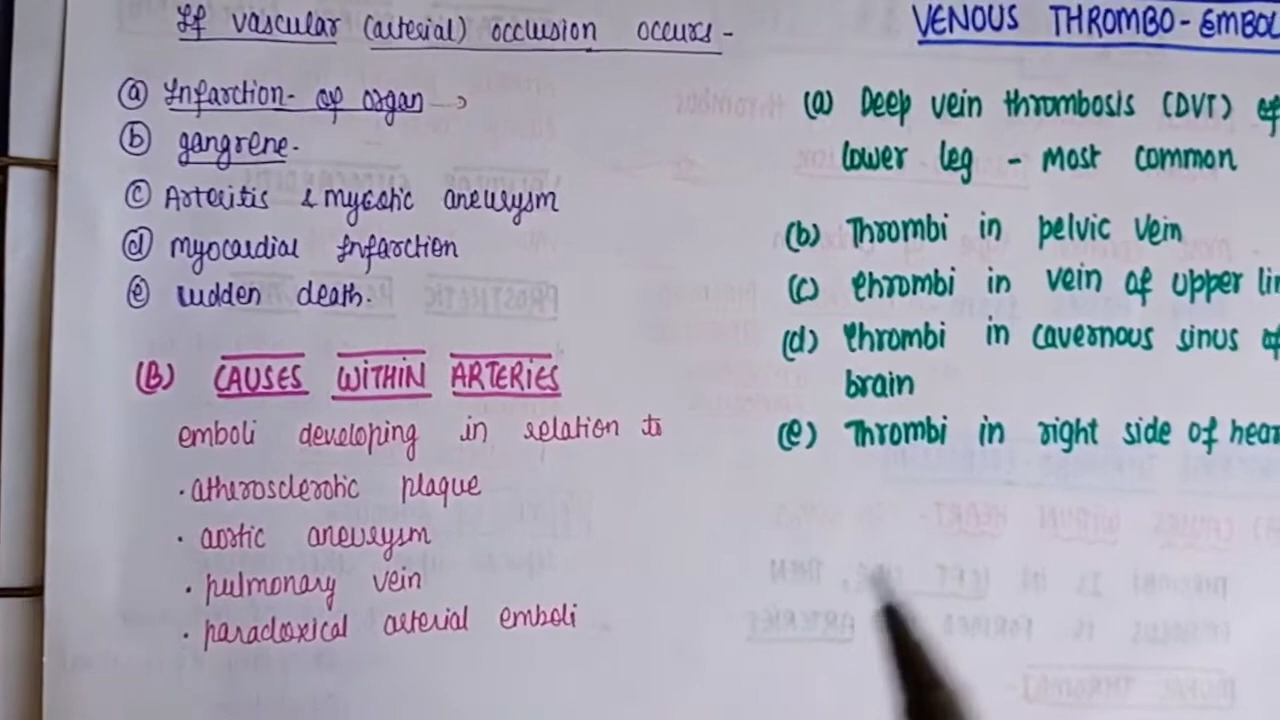 If vascular (arterial) occlusion occurs -
(a) Infarction - of organ →
(b) gangrene -
(c) Arteritis & mycotic aneurysm
(d) myocardial Infarction
(e) sudden death.
(B) CAUSES WITHIN ARTERIES
emboli developing in relation to
· atherosclerotic plaque
· aortic aneurysm
· pulmonary vein
· paradoxical arterial emboli
VENOUS THROMBO - EMBOL
(a) Deep vein thrombosis (DVT) of
lower leg - most common
(b) Thrombi in pelvic vein
(c) thrombi in vein of upper lim
(d) thrombi in cavernous sinus of
brain
(e) Thrombi in right side of hear